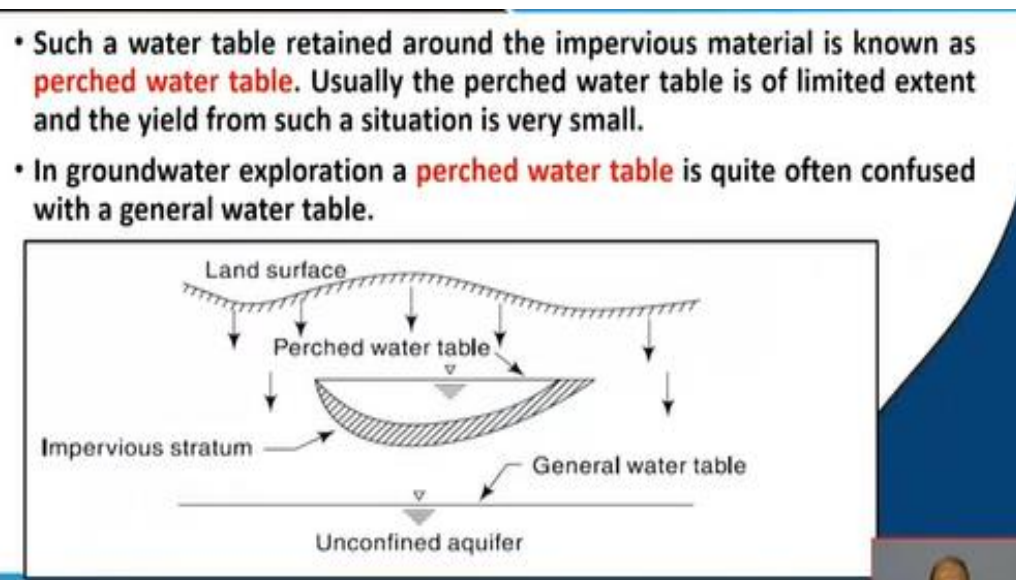 • Such a water table retained around the impervious material is known as
perched water table. Usually the perched water table is of limited extent
and the yield from such a situation is very small.
• In groundwater exploration a perched water table is quite often confused
with a general water table.
Land surface
Perched water table
Impervious stratum
General water table
Unconfined aquifer